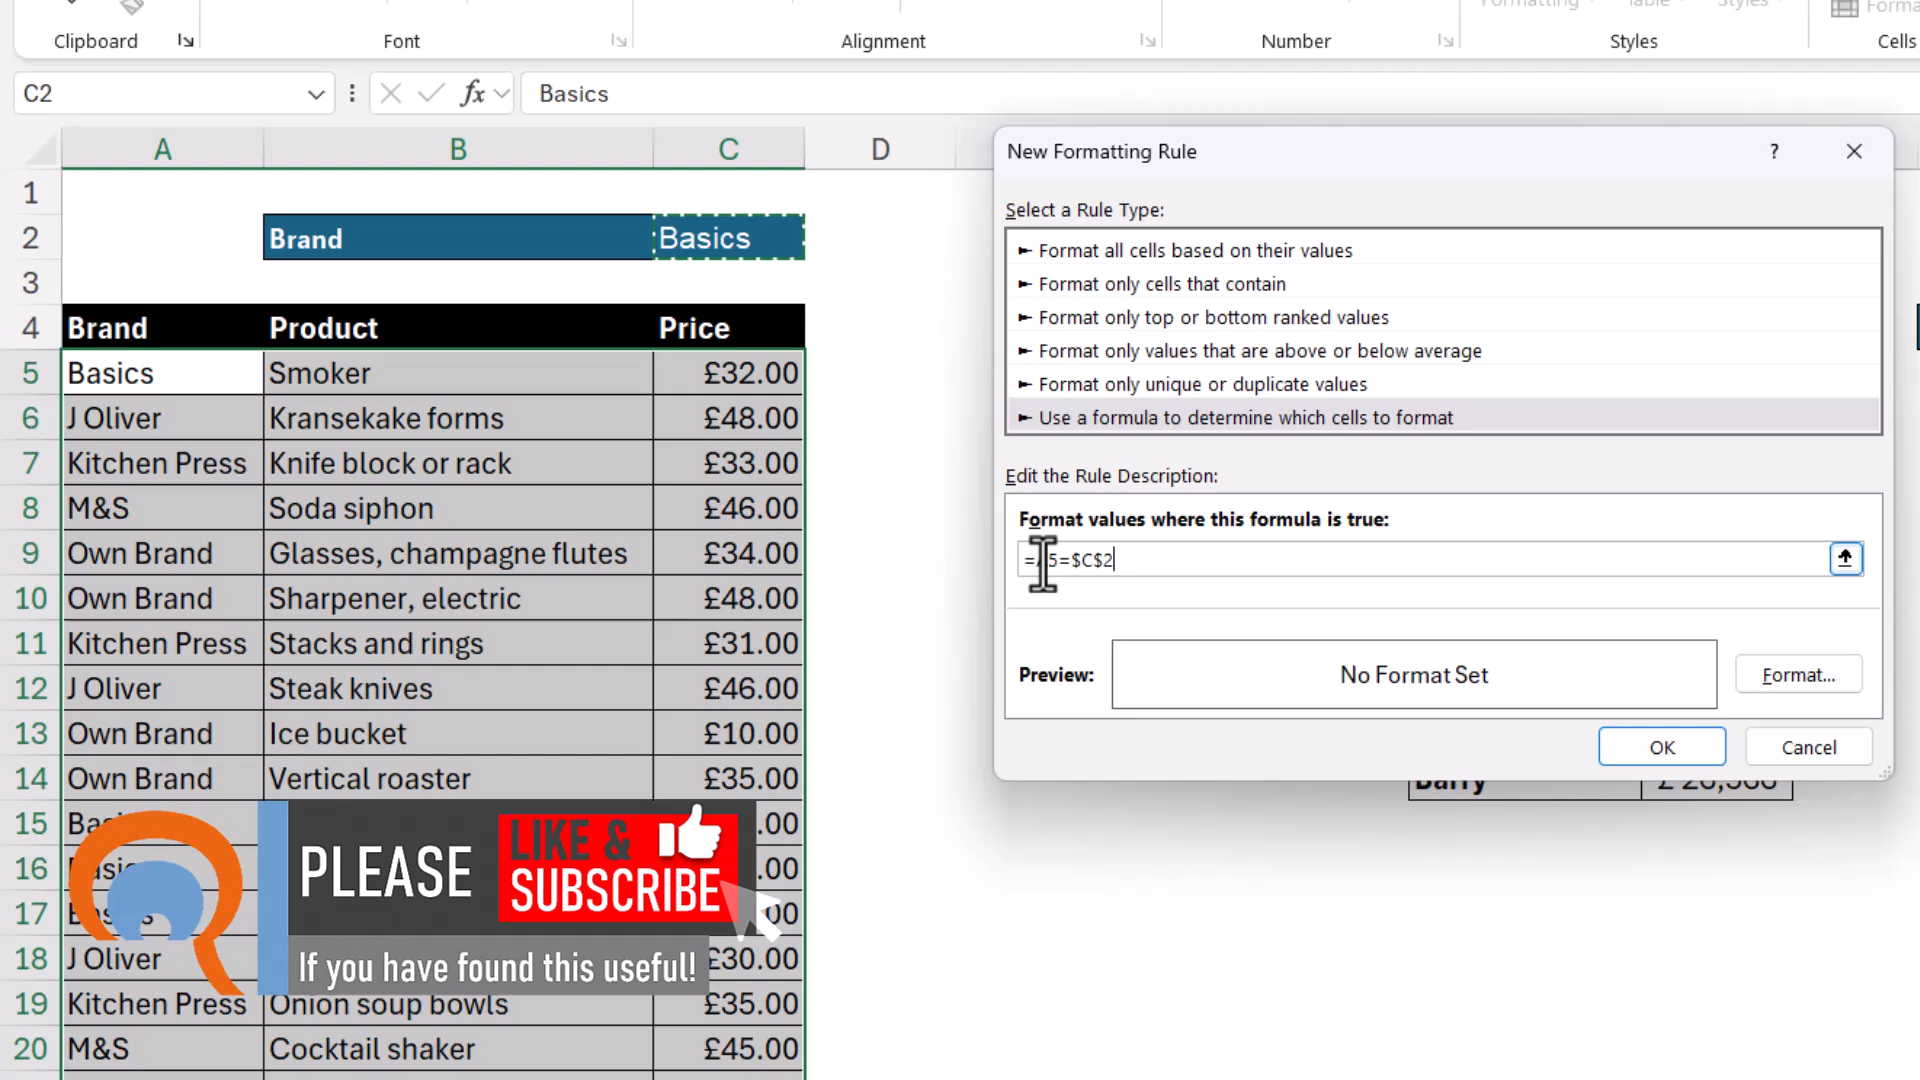 Clipboard Font Alignment Number Styles Cells
C2 fx Basics
A B C D
1
2 Brand Basics
3
4 Brand Product Price
5 Basics Smoker £32.00
6 J Oliver Kransekake forms £48.00
7 Kitchen Press Knife block or rack £33.00
8 M&S Soda siphon £46.00
9 Own Brand Glasses, champagne flutes £34.00
10 Own Brand Sharpener, electric £48.00
11 Kitchen Press Stacks and rings £31.00
12 J Oliver Steak knives £46.00
13 Own Brand Ice bucket £10.00
14 Own Brand Vertical roaster £35.00
15
16
17
18 J Oliver £30.00
19 Kitchen Press Onion soup bowls £35.00
20 M&S Cocktail shaker £45.00
PLEASE
LIKE &
SUBSCRIBE
If you have found this useful!
New Formatting Rule ?
Select a Rule Type:
► Format all cells based on their values
► Format only cells that contain
► Format only top or bottom ranked values
► Format only values that are above or below average
► Format only unique or duplicate values
► Use a formula to determine which cells to format
Edit the Rule Description:
Format values where this formula is true:
5=$C$2
Preview: No Format Set Format...
OK Cancel
Barry